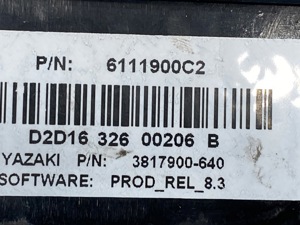 P/N: 6111900C2
D2D16 326 00206 B
YAZAKI P/N: 3817900-640
SOFTWARE: PROD_REL_8.3